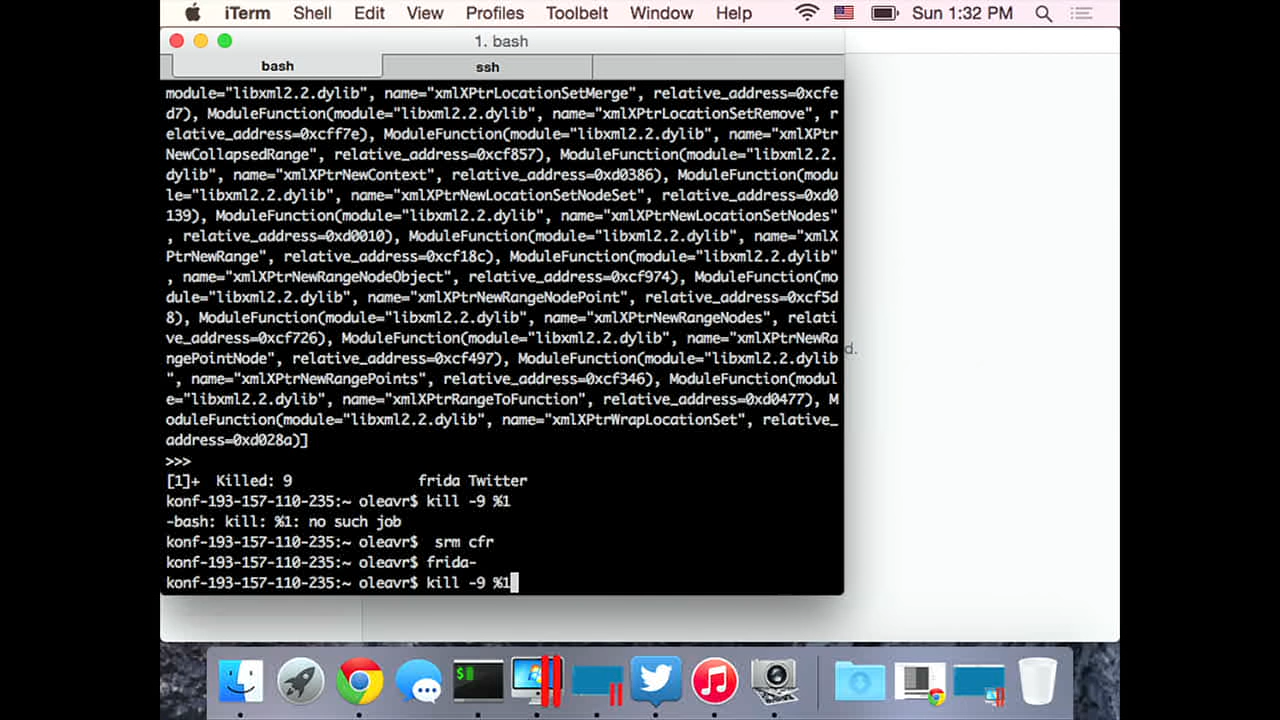 iTerm Shell Edit View Profiles Toolbelt Window Help Sun 1:32 PM
1. bash
bash ssh
module="libxml2.2.dylib", name="xmlXPtrLocationSetMerge", relative_address=0xcfe
d7), ModuleFunction(module="libxml2.2.dylib", name="xmlXPtrLocationSetRemove", r
elative_address=0xcff7e), ModuleFunction(module="libxml2.2.dylib", name="xmlXPtr
NewCollapsedRange", relative_address=0xcf857), ModuleFunction(module="libxml2.2.
dylib", name="xmlXPtrNewContext", relative_address=0xd0386), ModuleFunction(modu
le="libxml2.2.dylib", name="xmlXPtrNewLocationSetNodeSet", relative_address=0xd0
139), ModuleFunction(module="libxml2.2.dylib", name="xmlXPtrNewLocationSetNodes"
, relative_address=0xd0010), ModuleFunction(module="libxml2.2.dylib", name="xmlX
PtrNewRange", relative_address=0xcf18c), ModuleFunction(module="libxml2.2.dylib"
, name="xmlXPtrNewRangeNodeObject", relative_address=0xcf974), ModuleFunction(mo
dule="libxml2.2.dylib", name="xmlXPtrNewRangeNodePoint", relative_address=0xcf5d
8), ModuleFunction(module="libxml2.2.dylib", name="xmlXPtrNewRangeNodes", relati
ve_address=0xcf726), ModuleFunction(module="libxml2.2.dylib", name="xmlXPtrNewRa
ngePointNode", relative_address=0xcf497), ModuleFunction(module="libxml2.2.dylib
", name="xmlXPtrNewRangePoints", relative_address=0xcf346), ModuleFunction(modul
e="libxml2.2.dylib", name="xmlXPtrRangeToFunction", relative_address=0xd0477), M
oduleFunction(module="libxml2.2.dylib", name="xmlXPtrWrapLocationSet", relative_
address=0xd028a)]
>>>
[1]+ Killed: 9 frida Twitter
konf-193-157-110-235:~ oleavr$ kill -9 %1
-bash: kill: %1: no such job
konf-193-157-110-235:~ oleavr$ srm cfr
konf-193-157-110-235:~ oleavr$ frida-
konf-193-157-110-235:~ oleavr$ kill -9 %1
d.